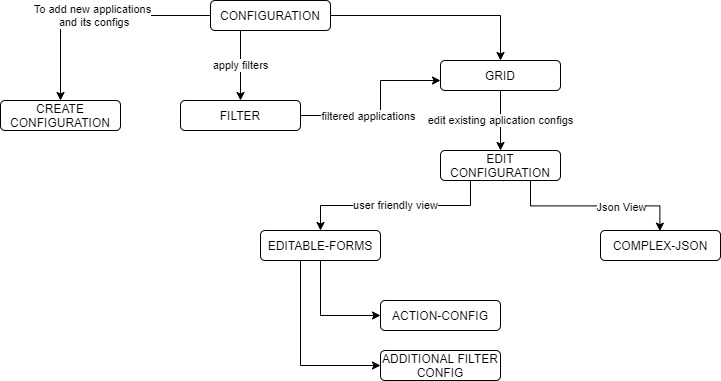 To add new applications
and its configs
CONFIGURATION
apply filters
GRID
CREATE
CONFIGURATION
FILTER
filtered applications
edit existing aplication configs
EDIT
CONFIGURATION
user friendly view
Json View
EDITABLE-FORMS
COMPLEX-JSON
ACTION-CONFIG
ADDITIONAL FILTER
CONFIG